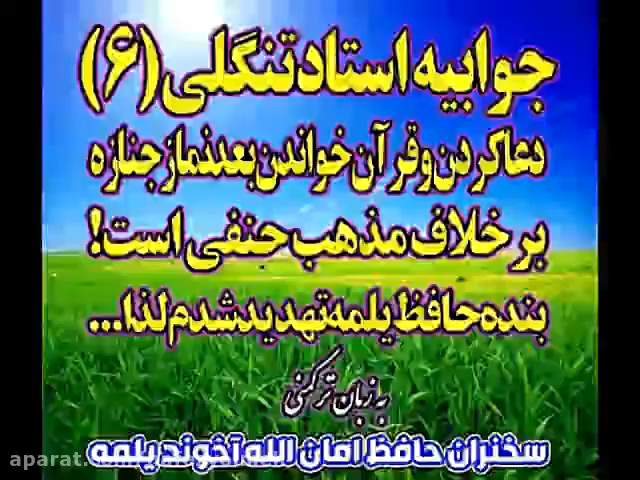 جوابیه استاد تنگلی (۶)
دعا کردن و قرآن خواندن بعد نماز جنازه
بر خلاف مذهب حنفی است!
بنده حافظ یلمه تهدید شدم لذا...
به زبان ترکمنی
سخنران حافظ امان الله آخوند یلمه
aparat.com